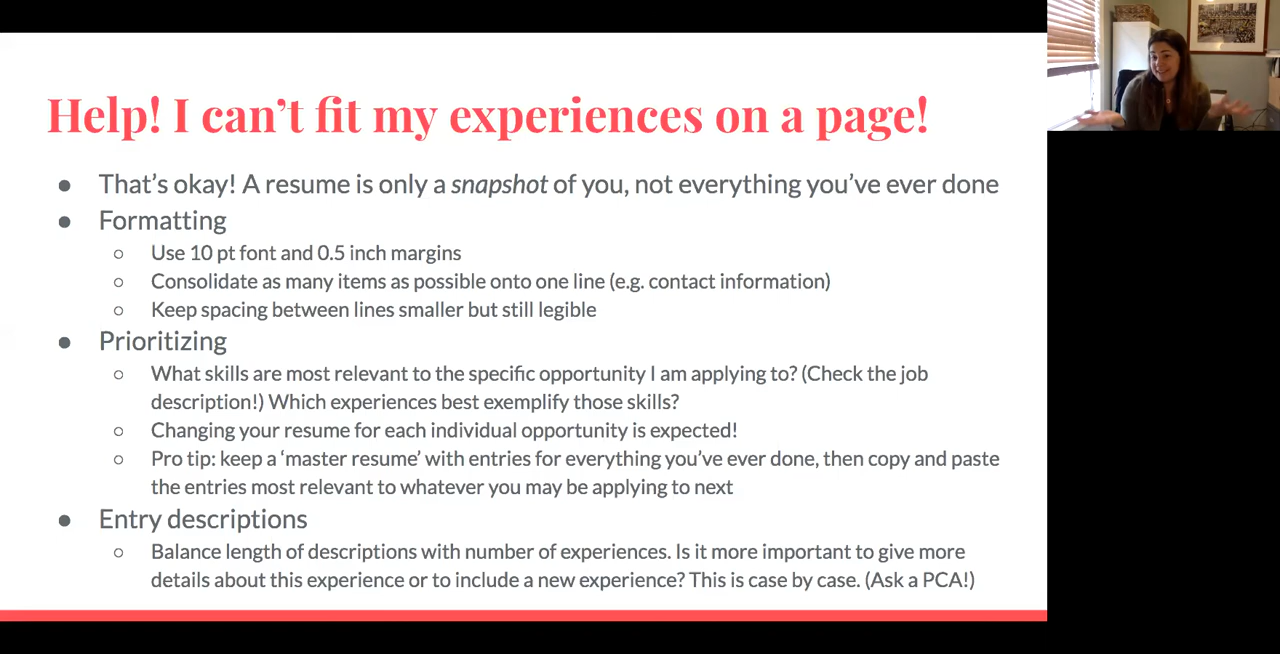 Help! I can't fit my experiences on a page!
● That's okay! A resume is only a snapshot of you, not everything you've ever done
● Formatting
○ Use 10 pt font and 0.5 inch margins
○ Consolidate as many items as possible onto one line (e.g. contact information)
○ Keep spacing between lines smaller but still legible
● Prioritizing
○ What skills are most relevant to the specific opportunity I am applying to? (Check the job
description!) Which experiences best exemplify those skills?
○ Changing your resume for each individual opportunity is expected!
○ Pro tip: keep a ‘master resume’ with entries for everything you've ever done, then copy and paste
the entries most relevant to whatever you may be applying to next
● Entry descriptions
○ Balance length of descriptions with number of experiences. Is it more important to give more
details about this experience or to include a new experience? This is case by case. (Ask a PCA!)